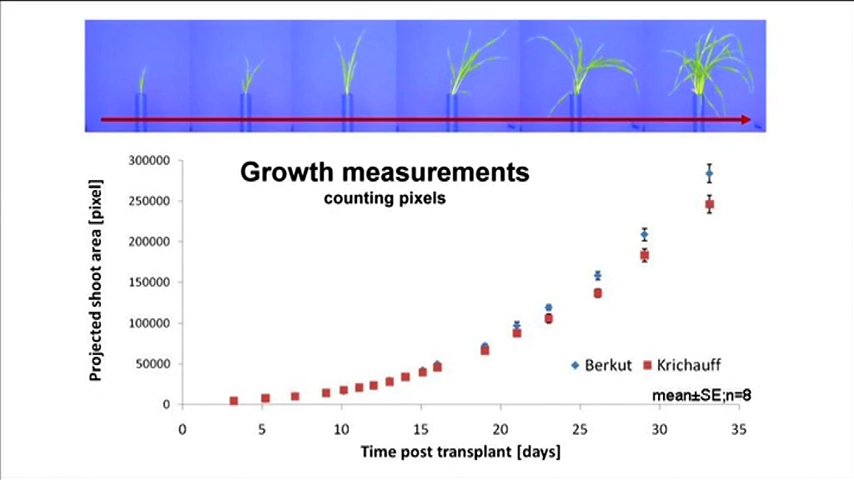 Growth measurements
counting pixels
Projected shoot area [pixel]
300000
250000
200000
150000
100000
50000
0
Berkut Krichauff
mean±SE;n=8
0 5 10 15 20 25 30 35
Time post transplant [days]